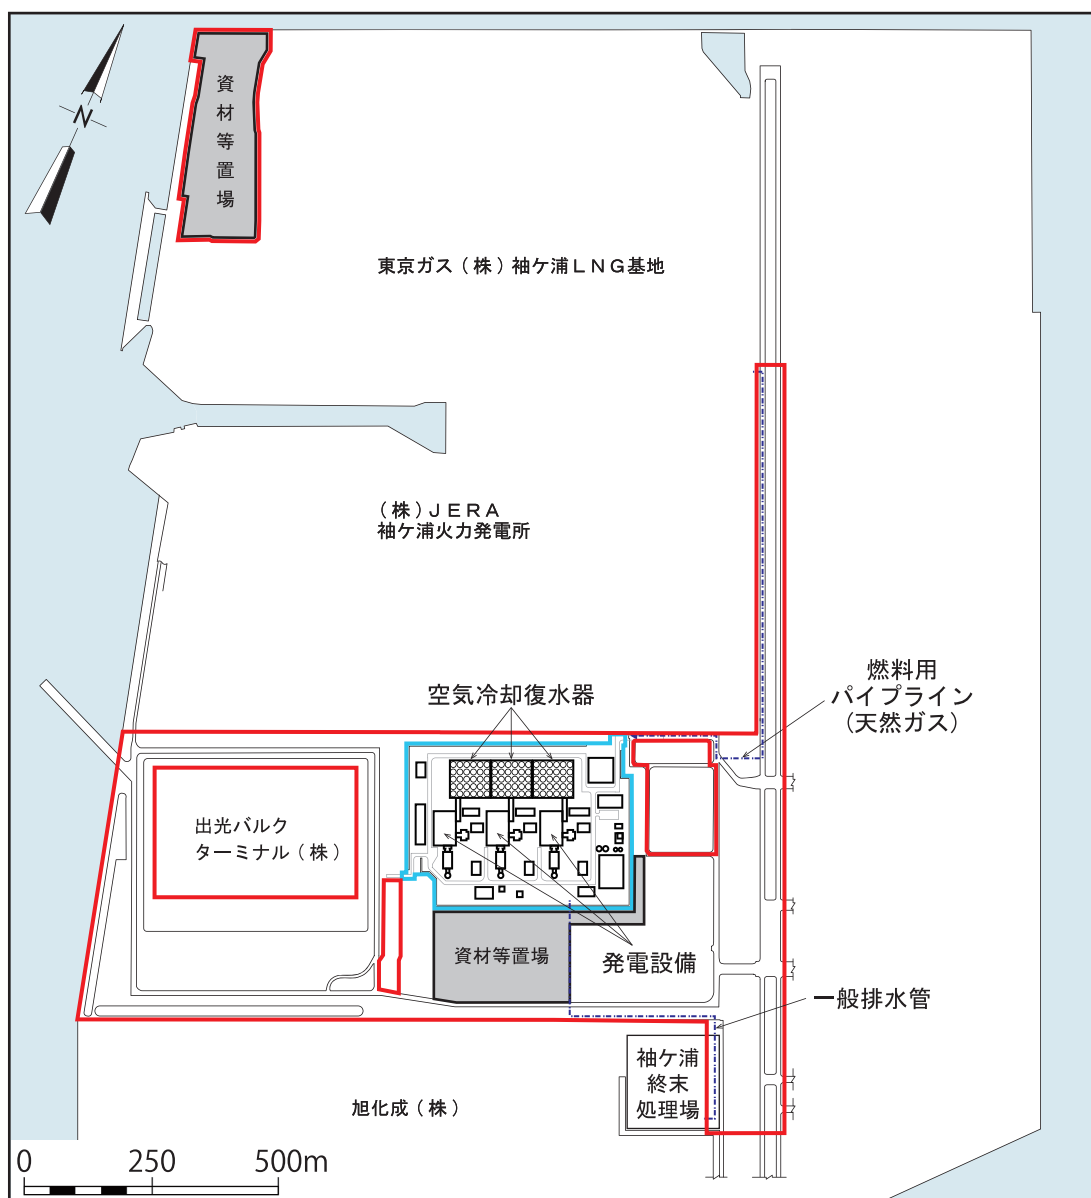 N
資材等置場
東京ガス（株）袖ケ浦LNG基地
（株）JERA
袖ケ浦火力発電所
燃料用
パイプライン
（天然ガス）
空気冷却復水器
出光バルク
ターミナル（株）
資材等置場
発電設備
一般排水管
袖ケ浦
終末
処理場
旭化成（株）
0 250 500m